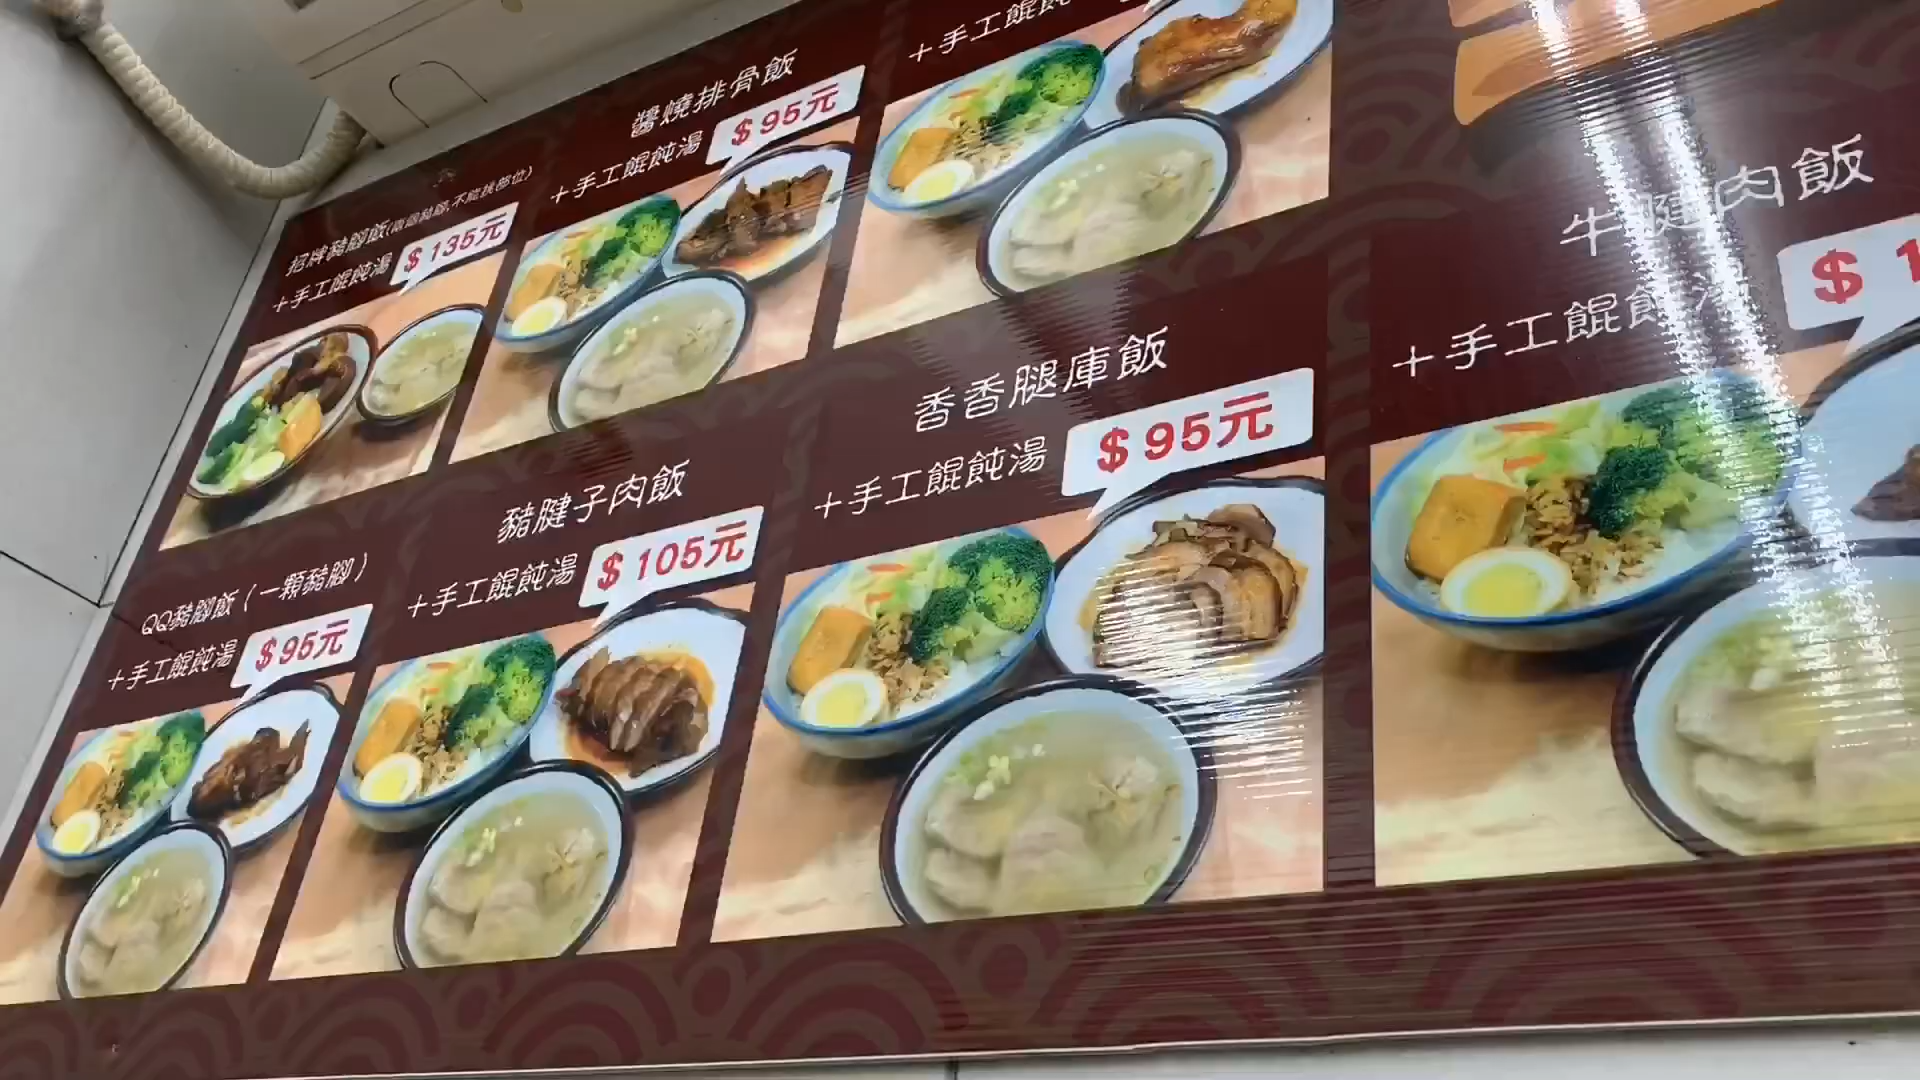 招牌豬腳飯(兩個豬腳,不能挑部位)
+手工餛飩湯 $135元
醬燒排骨飯
+手工餛飩湯 $95元
+手工餛飩
QQ豬腳飯(一顆豬腳)
+手工餛飩湯 $95元
豬腱子肉飯
+手工餛飩湯 $105元
香香腿庫飯
+手工餛飩湯 $95元
牛腱肉飯
+手工餛飩湯 $1